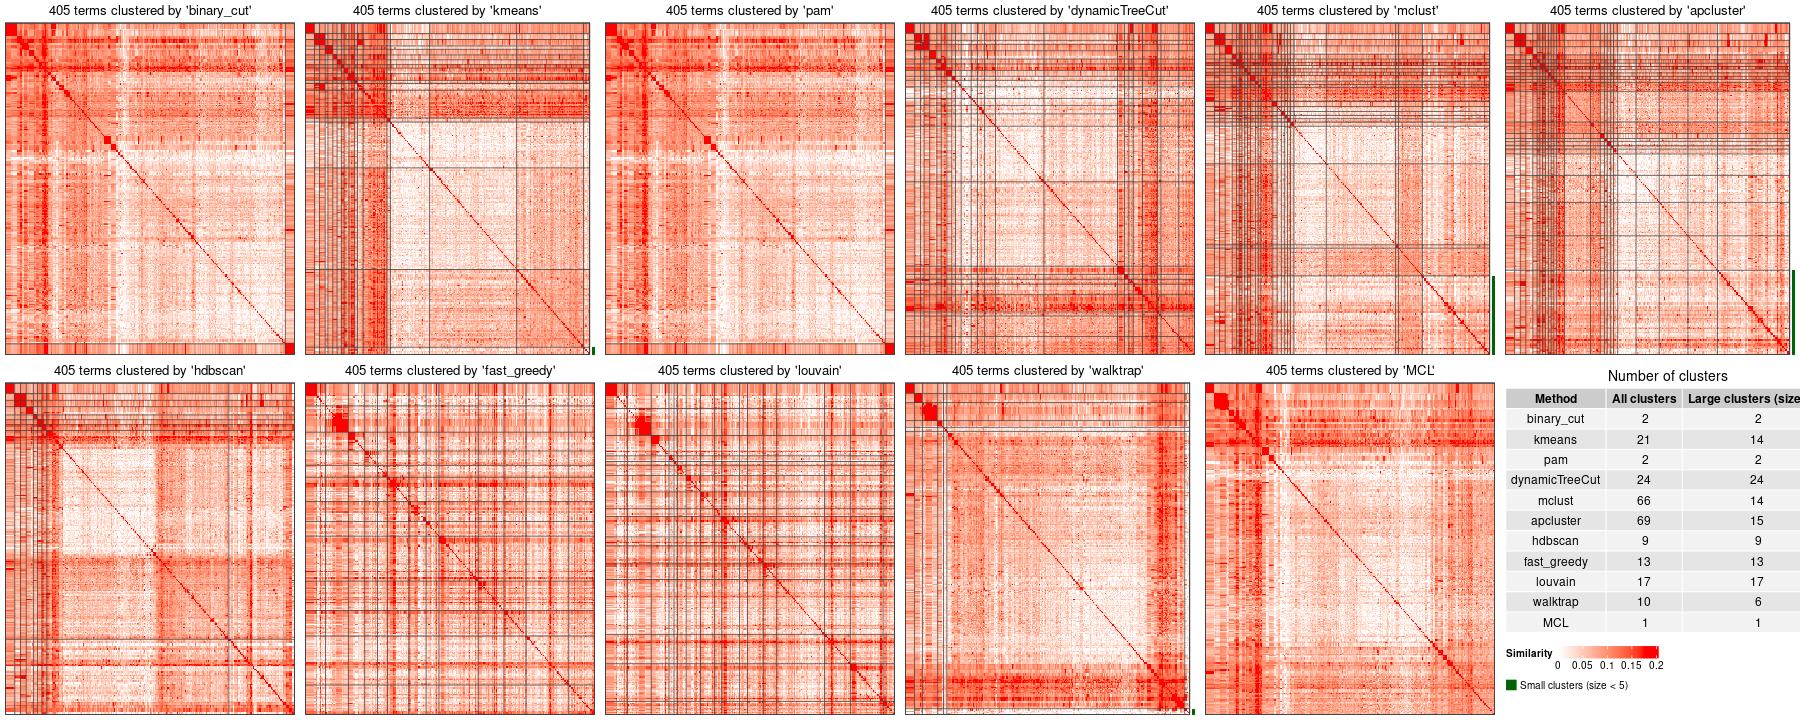 405 terms clustered by 'binary_cut'
405 terms clustered by 'kmeans'
405 terms clustered by 'pam'
405 terms clustered by 'dynamicTreeCut'
405 terms clustered by 'mclust'
405 terms clustered by 'apcluster'
405 terms clustered by 'hdbscan'
405 terms clustered by 'fast_greedy'
405 terms clustered by 'louvain'
405 terms clustered by 'walktrap'
405 terms clustered by 'MCL'
Number of clusters
Method All clusters Large clusters (size
binary_cut 2 2
kmeans 21 14
pam 2 2
dynamicTreeCut 24 24
mclust 66 14
apcluster 69 15
hdbscan 9 9
fast_greedy 13 13
louvain 17 17
walktrap 10 6
MCL 1 1
Similarity
0 0.05 0.1 0.15 0.2
Small clusters (size < 5)